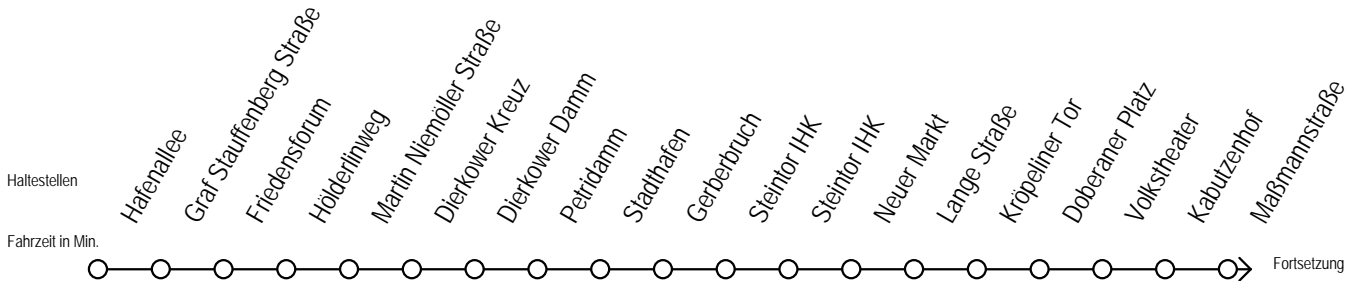 Haltestellen
Hafenallee
Graf Stauffenberg Straße
Friedensforum
Hölderlinweg
Martin Niemöller Straße
Dierkower Kreuz
Dierkower Damm
Petridamm
Stadthafen
Gerberbruch
Steintor IHK
Steintor IHK
Neuer Markt
Lange Straße
Kröpeliner Tor
Doberaner Platz
Volkstheater
Kabutzenhof
Maßmannstraße
Fahrzeit in Min.
Fortsetzung